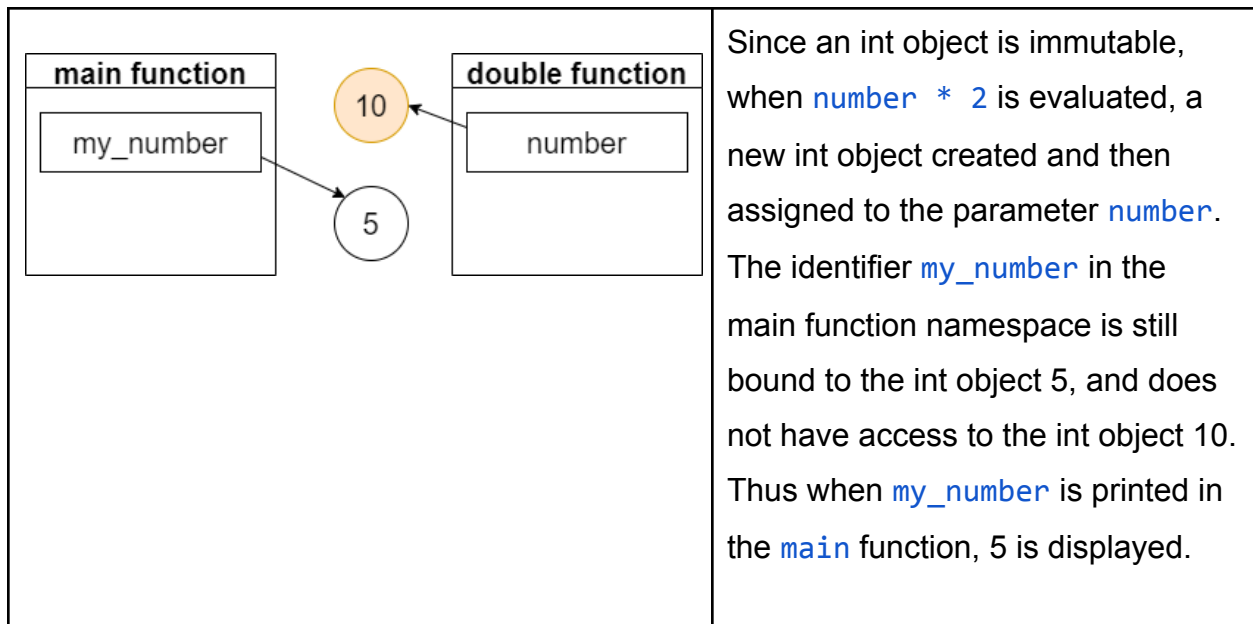 main function
my_number
10
5
double function
number
Since an int object is immutable,
when number * 2 is evaluated, a
new int object created and then
assigned to the parameter number.
The identifier my_number in the
main function namespace is still
bound to the int object 5, and does
not have access to the int object 10.
Thus when my_number is printed in
the main function, 5 is displayed.